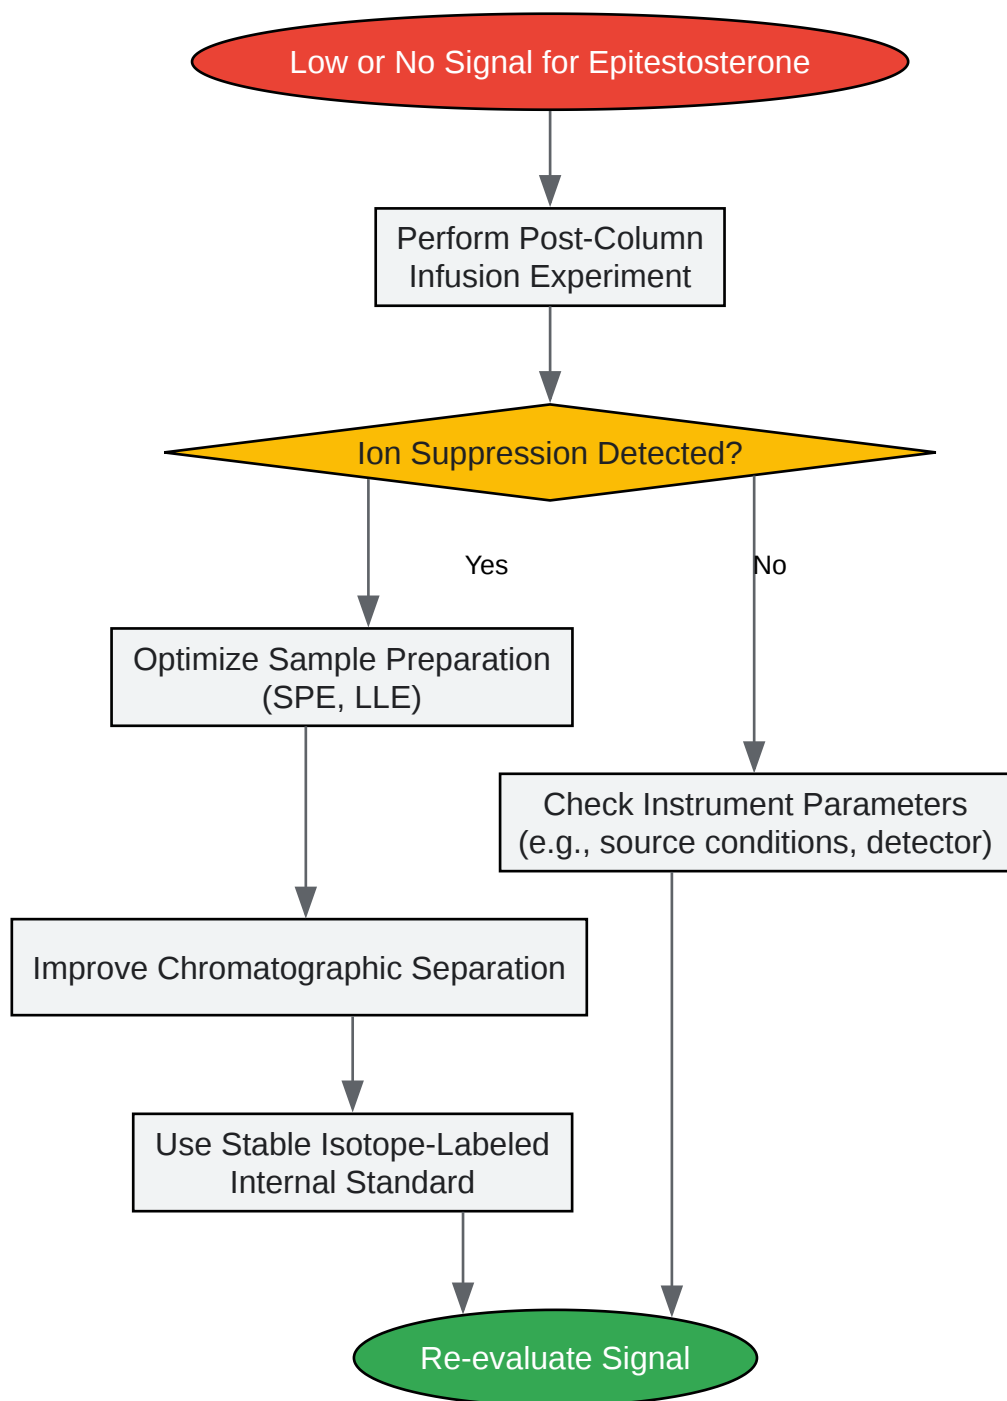 Low or No Signal for Epitestosterone
Perform Post-Column
Infusion Experiment
Ion Suppression Detected?
Yes
No
Optimize Sample Preparation
(SPE, LLE)
Check Instrument Parameters
(e.g., source conditions, detector)
Improve Chromatographic Separation
Use Stable Isotope-Labeled
Internal Standard
Re-evaluate Signal